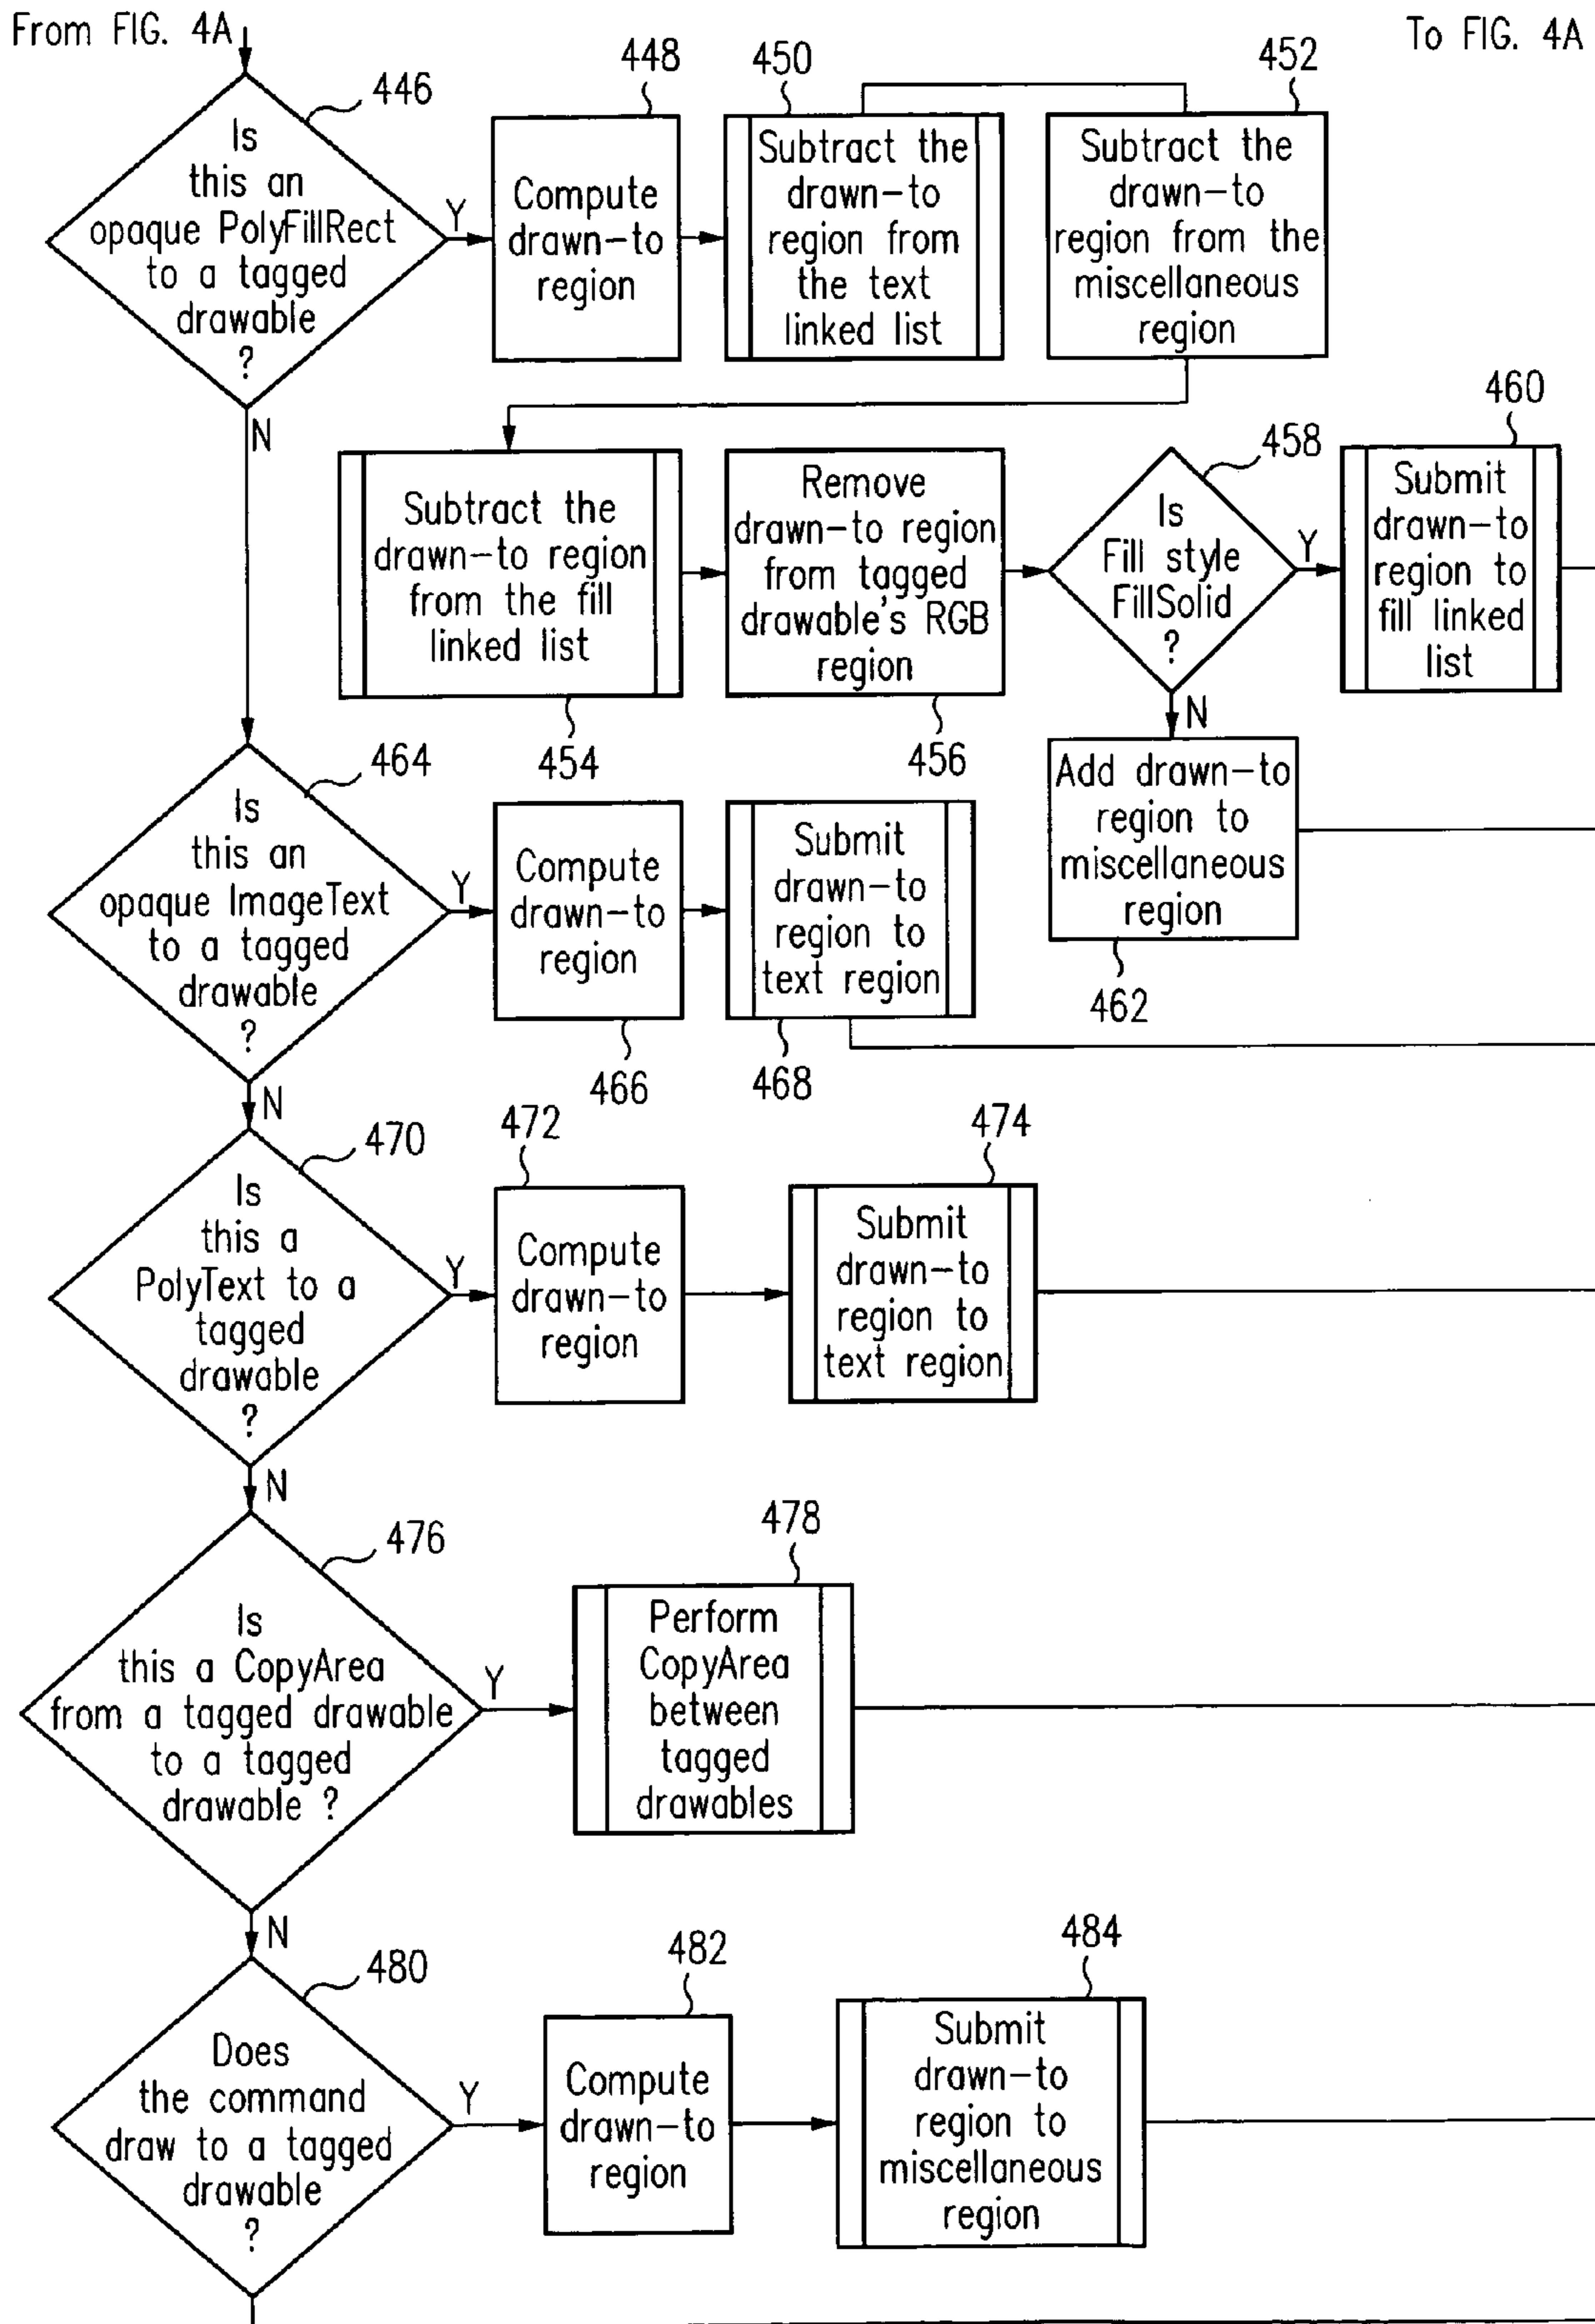 From FIG. 4A
To FIG. 4A
446
Is
this an
opaque PolyFillRect
to a tagged
drawable
?
Y
N
448
Compute
drawn-to
region
450
Subtract the
drawn-to
region from
the text
linked list
452
Subtract the
drawn-to
region from the
miscellaneous
region
Subtract the
drawn-to region
from the fill
linked list
454
Remove
drawn-to region
from tagged
drawable's RGB
region
456
458
Is
Fill style
FillSolid
?
Y
N
460
Submit
drawn-to
region to
fill linked
list
Add drawn-to
region to
miscellaneous
region
462
464
Is
this an
opaque ImageText
to a tagged
drawable
?
Y
N
Compute
drawn-to
region
466
Submit
drawn-to
region to
text region
468
470
Is
this a
PolyText to a
tagged
drawable
?
Y
N
472
Compute
drawn-to
region
474
Submit
drawn-to
region to
text region
476
Is
this a CopyArea
from a tagged drawable
to a tagged
drawable ?
Y
N
478
Perform
CopyArea
between
tagged
drawables
480
Does
the command
draw to a tagged
drawable
?
Y
482
Compute
drawn-to
region
484
Submit
drawn-to
region to
miscellaneous
region